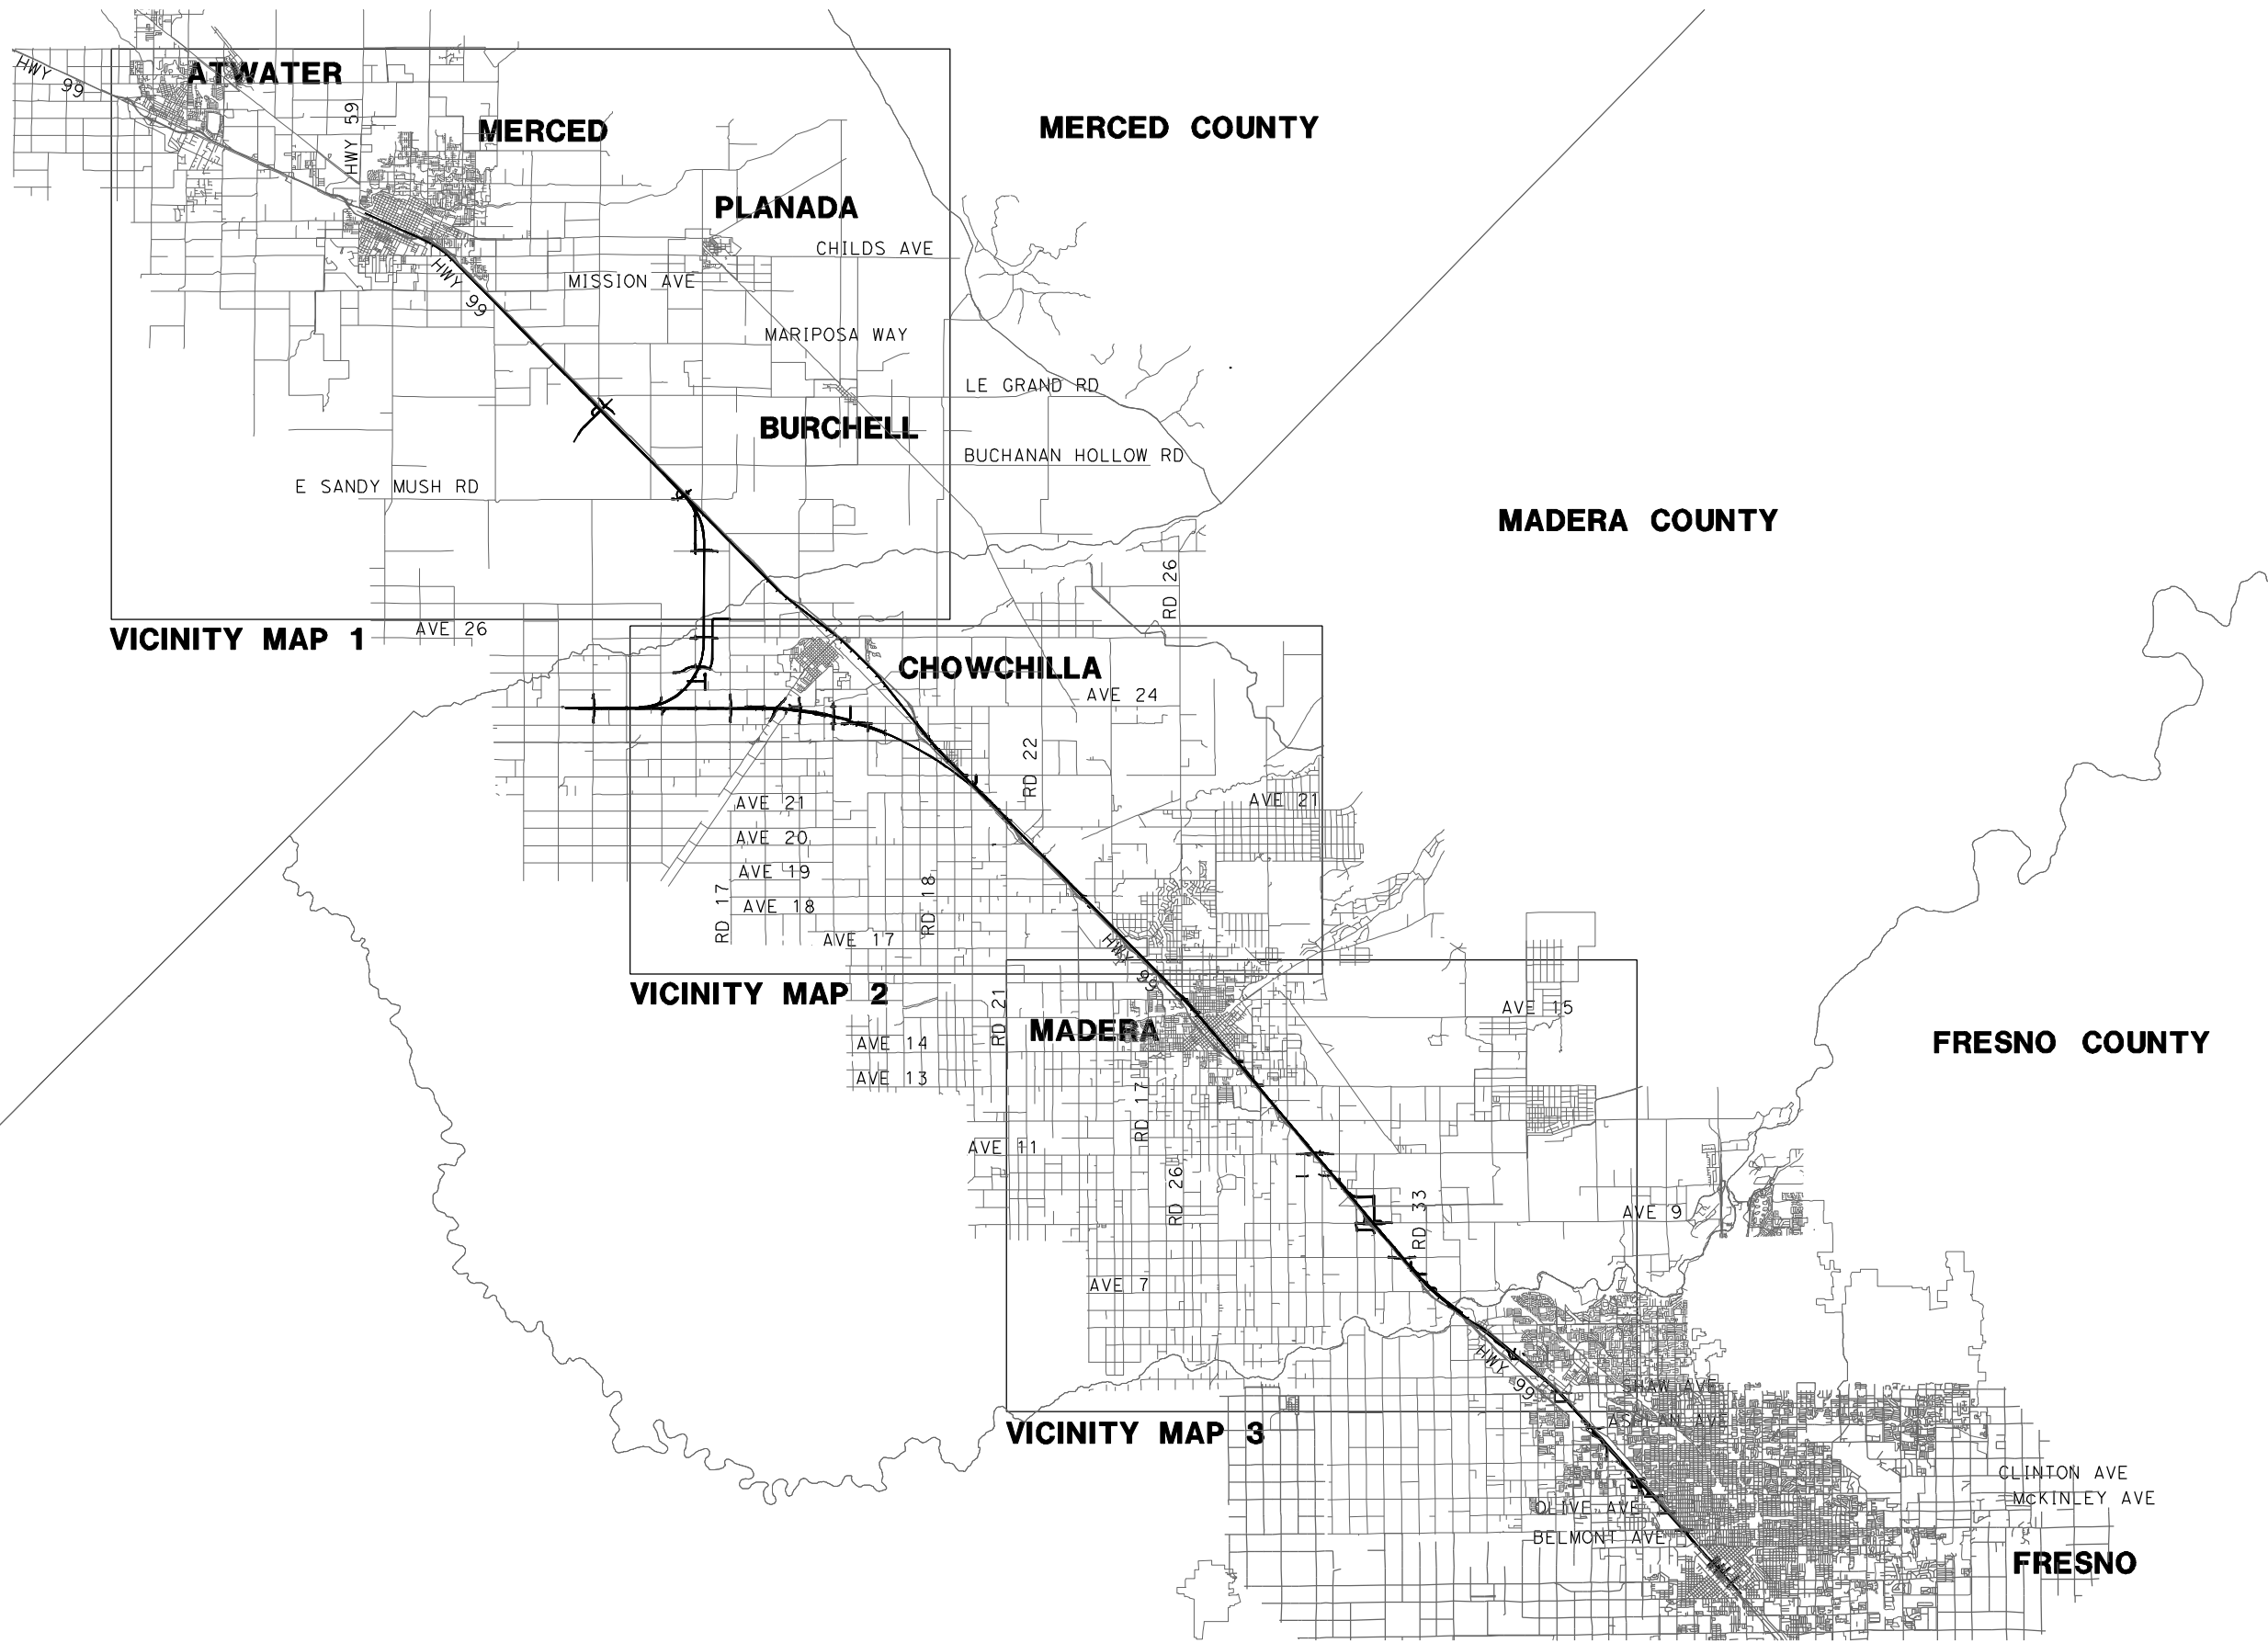 HWY 99
ATWATER
HWY 59
MERCED
MERCED COUNTY
PLANADA
CHILDS AVE
HWY 99
MISSION AVE
MARIPOSA WAY
LE GRAND RD
BURCHELL
BUCHANAN HOLLOW RD
E SANDY MUSH RD
MADERA COUNTY
RD 26
AVE 26
VICINITY MAP 1
CHOWCHILLA
AVE 24
RD 22
AVE 21
AVE 21
AVE 20
AVE 19
RD 17
AVE 18
RD 18
AVE 17
HWY 99
VICINITY MAP 2
RD 21
AVE 15
MADERA
AVE 14
FRESNO COUNTY
AVE 13
RD 17
AVE 11
RD 26
RD 33
AVE 9
AVE 7
HWY 99
SHAW AVE
ASHLAN AVE
VICINITY MAP 3
CLINTON AVE
McKINLEY AVE
OLIVE AVE
BELMONT AVE
FRESNO